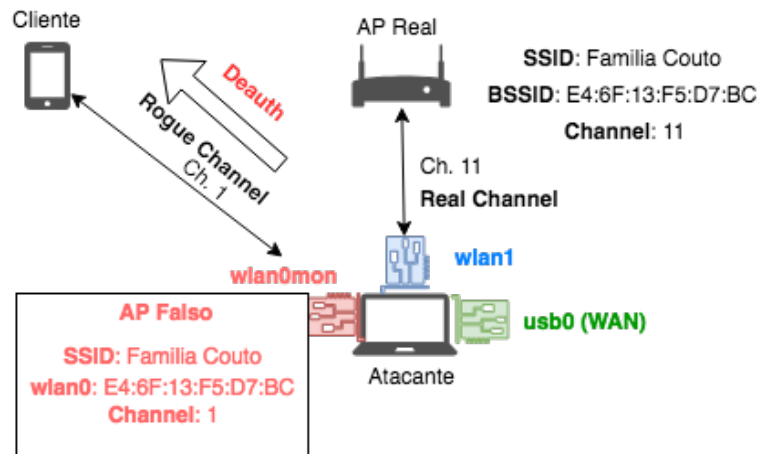 Cliente
AP Real
SSID: Familia Couto
BSSID: E4:6F:13:F5:D7:BC
Channel: 11
Deauth
Rogue Channel
Ch. 1
Ch. 11
Real Channel
wlan1
wlan0mon
AP Falso
SSID: Familia Couto
wlan0: E4:6F:13:F5:D7:BC
Channel: 1
usb0 (WAN)
Atacante